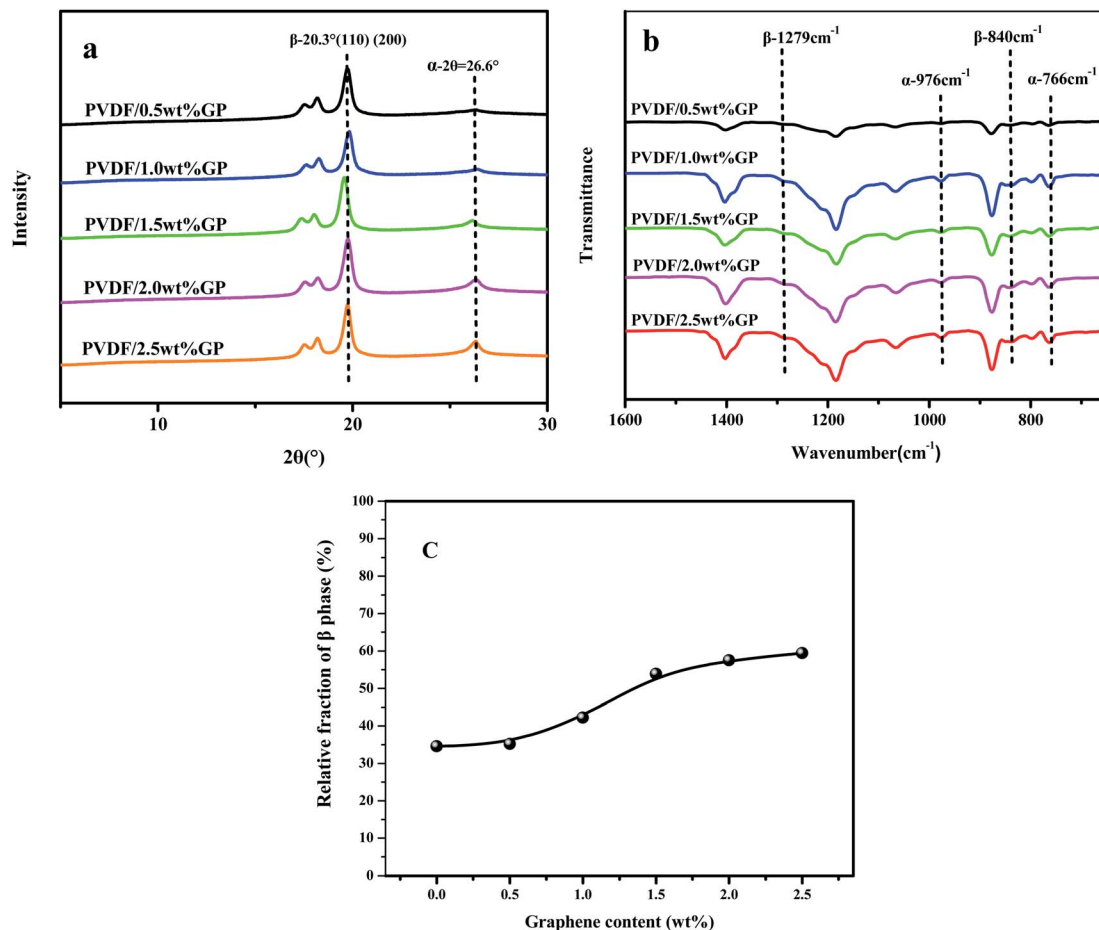 a
β-20.3°(110) (200)
α-2θ=26.6°
PVDF/0.5wt%GP
PVDF/1.0wt%GP
PVDF/1.5wt%GP
PVDF/2.0wt%GP
PVDF/2.5wt%GP
Intensity
10
20
30
2θ(°)
b
β-1279cm⁻¹
β-840cm⁻¹
α-976cm⁻¹
α-766cm⁻¹
PVDF/0.5wt%GP
PVDF/1.0wt%GP
PVDF/1.5wt%GP
PVDF/2.0wt%GP
PVDF/2.5wt%GP
Transmittance
1600
1400
1200
1000
800
Wavenumber(cm⁻¹)
C
Relative fraction of β phase (%)
100
90
80
70
60
50
40
30
20
10
0
0.0
0.5
1.0
1.5
2.0
2.5
Graphene content (wt%)